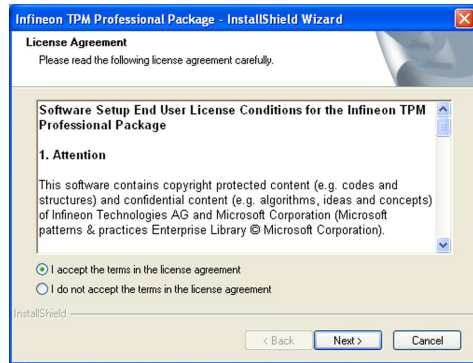 Infineon TPM Professional Package - InstallShield Wizard
License Agreement
Please read the following license agreement carefully.
Software Setup End User License Conditions for the Infineon TPM
Professional Package
1. Attention
This software contains copyright protected content (e.g. codes and
structures) and confidential content (e.g. algorithms, ideas and concepts)
of Infineon Technologies AG and Microsoft Corporation (Microsoft
patterns & practices Enterprise Library © Microsoft Corporation).
I accept the terms in the license agreement
I do not accept the terms in the license agreement
InstallShield
< Back
Next >
Cancel